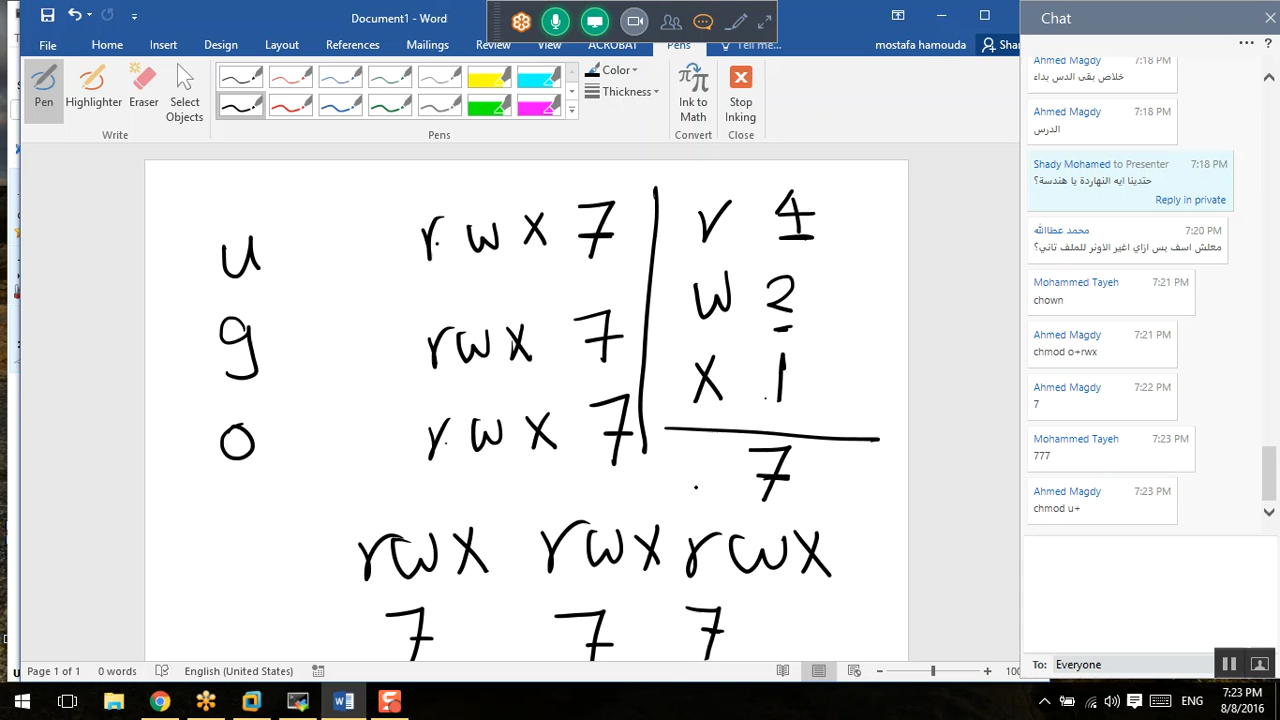 Document1 - Word
mostafa hamouda
Shar
File Home Insert Design Layout References Mailings Review View ACROBAT Pens Tell me...
Pen
Highlighter
Eraser
Select Objects
Color
Thickness
Ink to Math
Stop Inking
Write
Pens
Convert
Close
u rwx 7 r 4
g rwx 7 w 2
o rwx 7 x 1
7
rwx rwx rwx
7 7 7
Page 1 of 1 0 words English (United States) 100
Chat
Ahmed Magdy 7:18 PM
خلاص بقى الدس بداء
Ahmed Magdy 7:18 PM
الدرس
Shady Mohamed to Presenter 7:18 PM
حتدينا ايه النهاردة يا هندسة؟
Reply in private
محمد عطاالله 7:20 PM
معلش اسف بس ازاي اغير الاونر للملف تاني؟
Mohammed Tayeh 7:21 PM
chown
Ahmed Magdy 7:21 PM
chmod o+rwx
Ahmed Magdy 7:22 PM
7
Mohammed Tayeh 7:23 PM
777
Ahmed Magdy 7:23 PM
chmod u+
To: Everyone
ENG
7:23 PM
8/8/2016